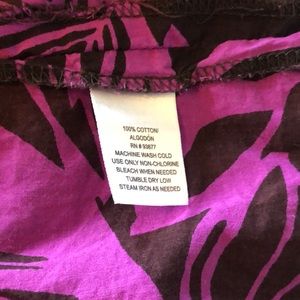 100% COTTON/
ALGODÓN
RN # 93877
MACHINE WASH COLD
USE ONLY NON-CHLORINE
BLEACH WHEN NEEDED
TUMBLE DRY LOW
STEAM IRON AS NEEDED